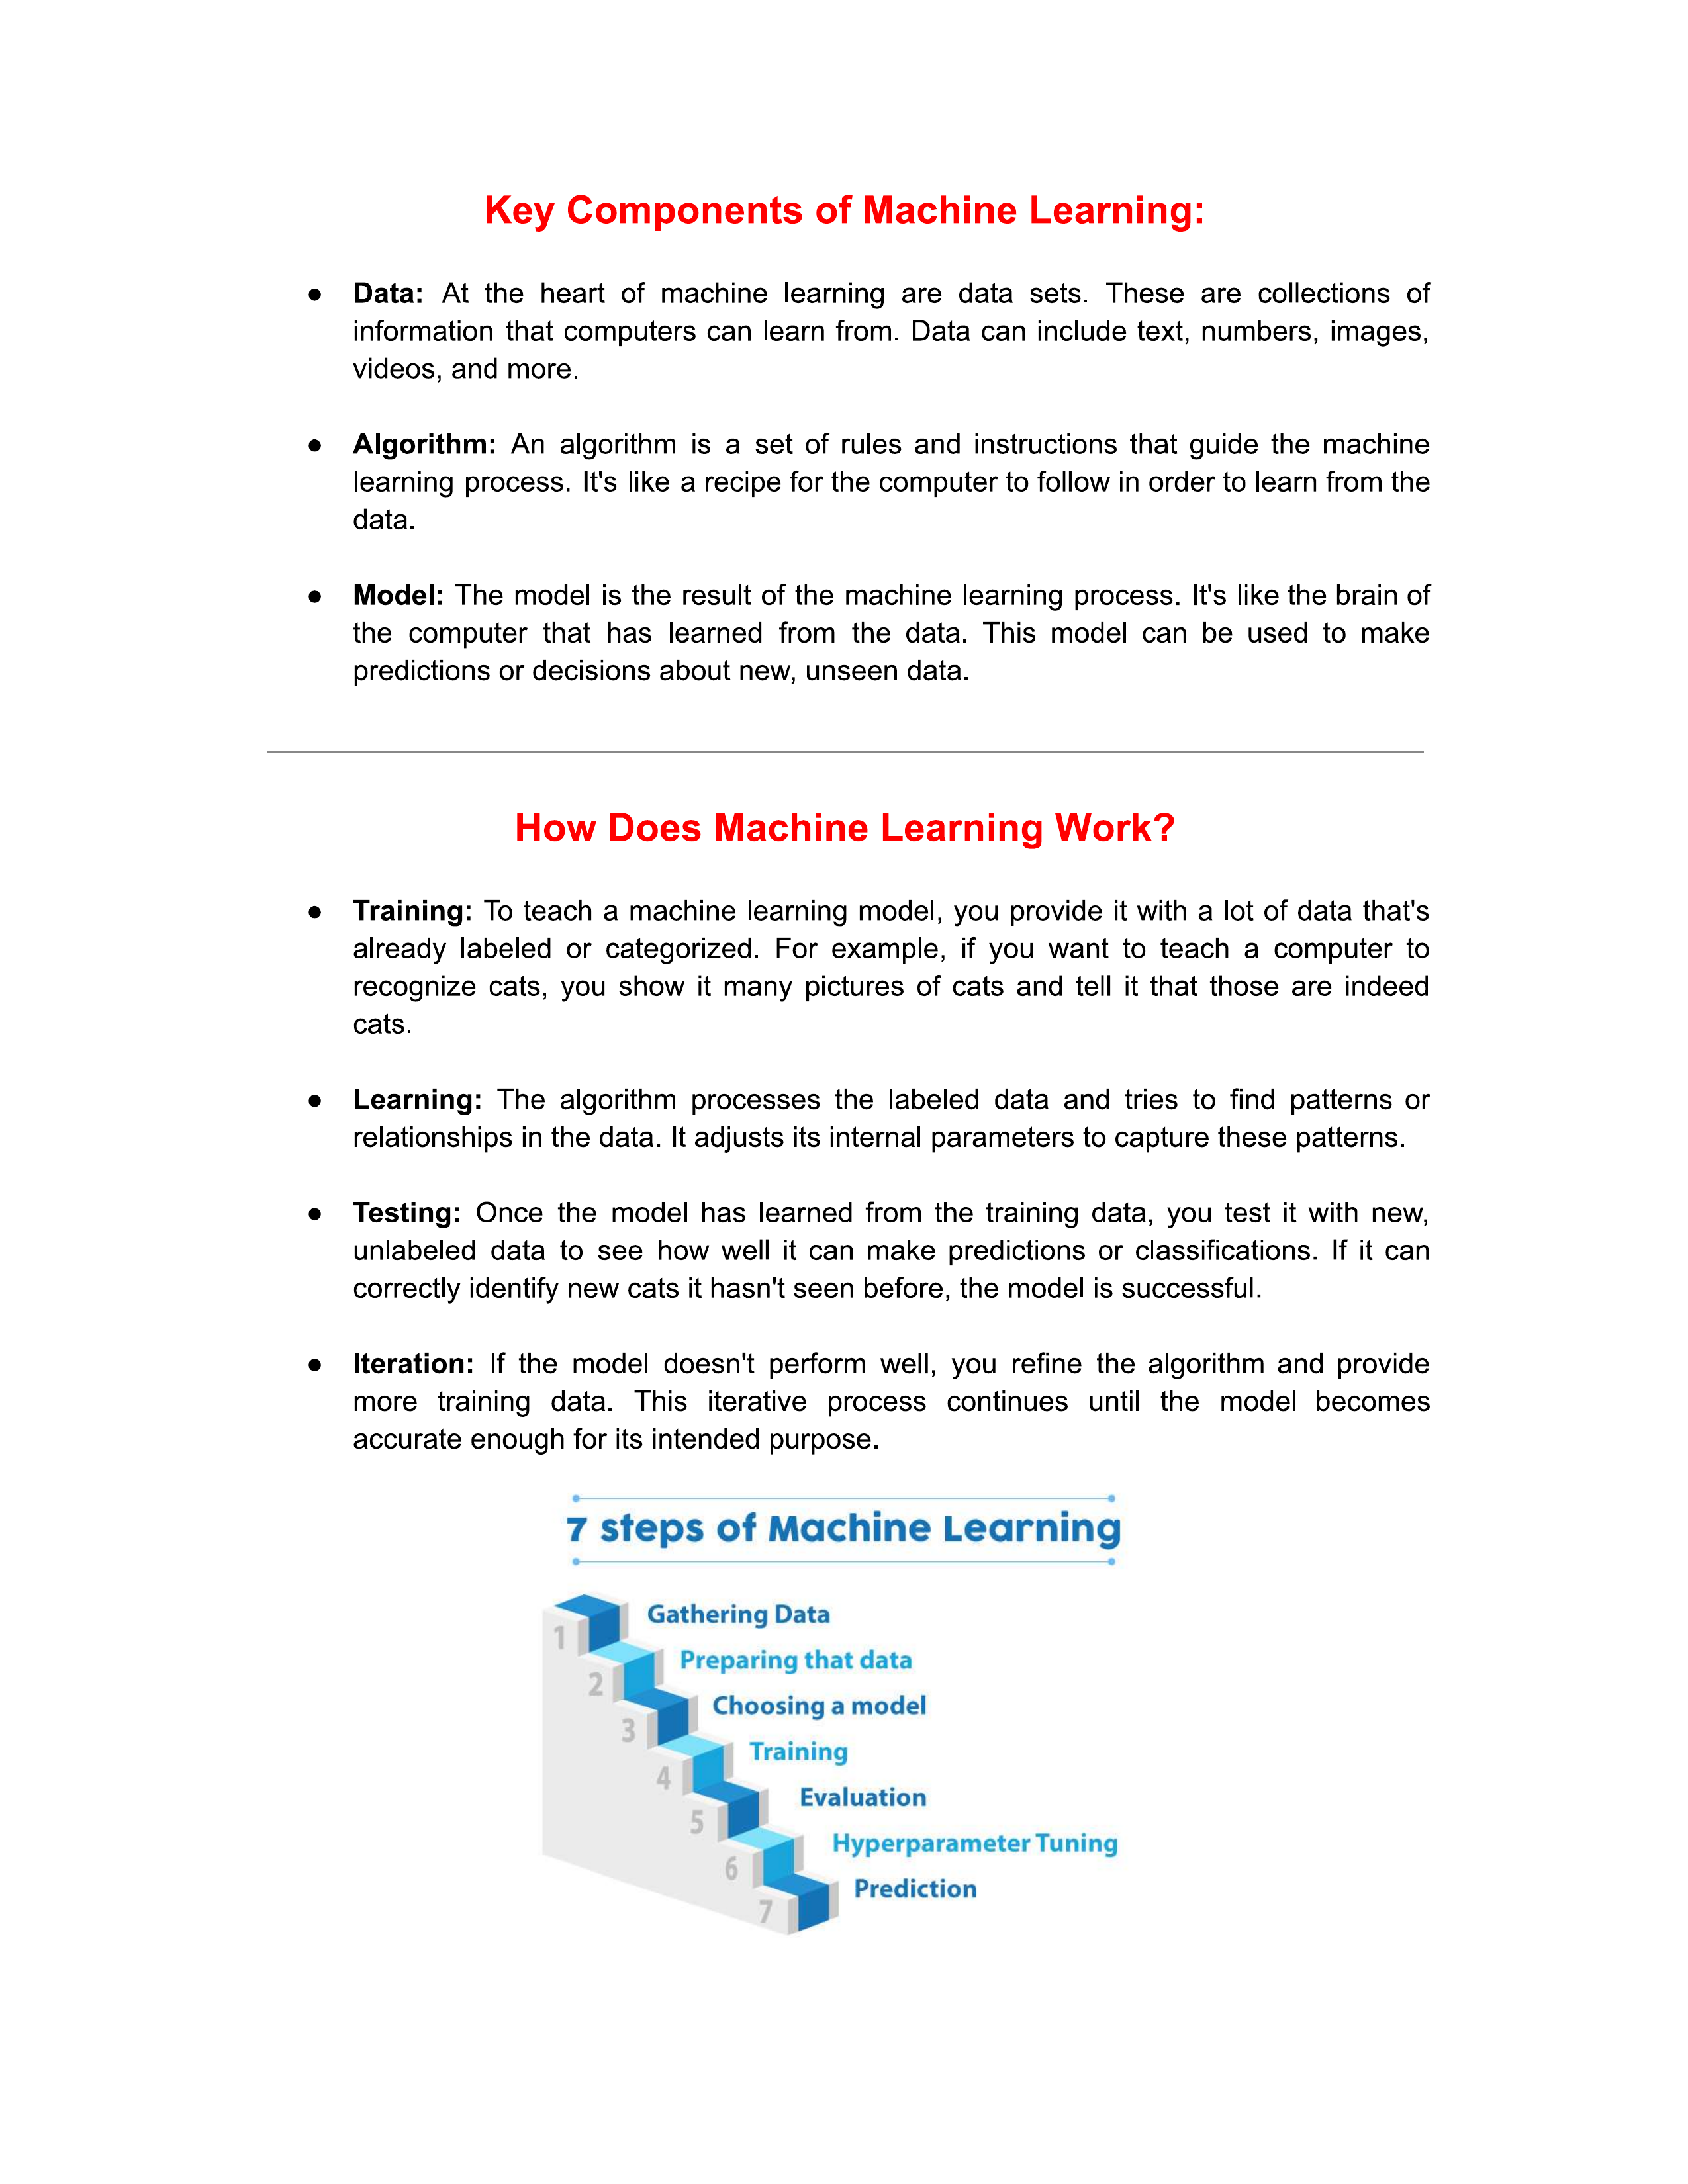 Key Components of Machine Learning:
● Data: At the heart of machine learning are data sets. These are collections of
information that computers can learn from. Data can include text, numbers, images,
videos, and more.
● Algorithm: An algorithm is a set of rules and instructions that guide the machine
learning process. It's like a recipe for the computer to follow in order to learn from the
data.
● Model: The model is the result of the machine learning process. It's like the brain of
the computer that has learned from the data. This model can be used to make
predictions or decisions about new, unseen data.
How Does Machine Learning Work?
● Training: To teach a machine learning model, you provide it with a lot of data that's
already labeled or categorized. For example, if you want to teach a computer to
recognize cats, you show it many pictures of cats and tell it that those are indeed
cats.
● Learning: The algorithm processes the labeled data and tries to find patterns or
relationships in the data. It adjusts its internal parameters to capture these patterns.
● Testing: Once the model has learned from the training data, you test it with new,
unlabeled data to see how well it can make predictions or classifications. If it can
correctly identify new cats it hasn't seen before, the model is successful.
● Iteration: If the model doesn't perform well, you refine the algorithm and provide
more training data. This iterative process continues until the model becomes
accurate enough for its intended purpose.
7 steps of Machine Learning
1 Gathering Data
2 Preparing that data
3 Choosing a model
4 Training
5 Evaluation
6 Hyperparameter Tuning
7 Prediction